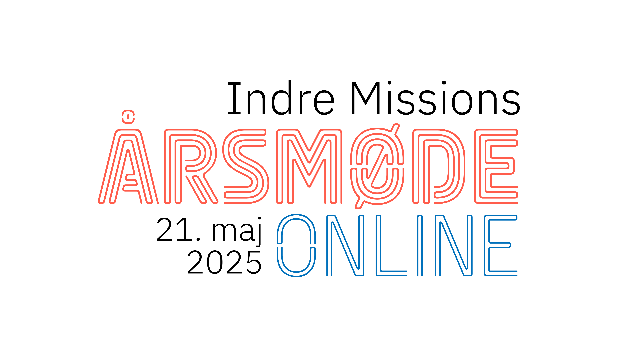 Indre Missions
ÅRSMØDE
21. maj
2025
ONLINE